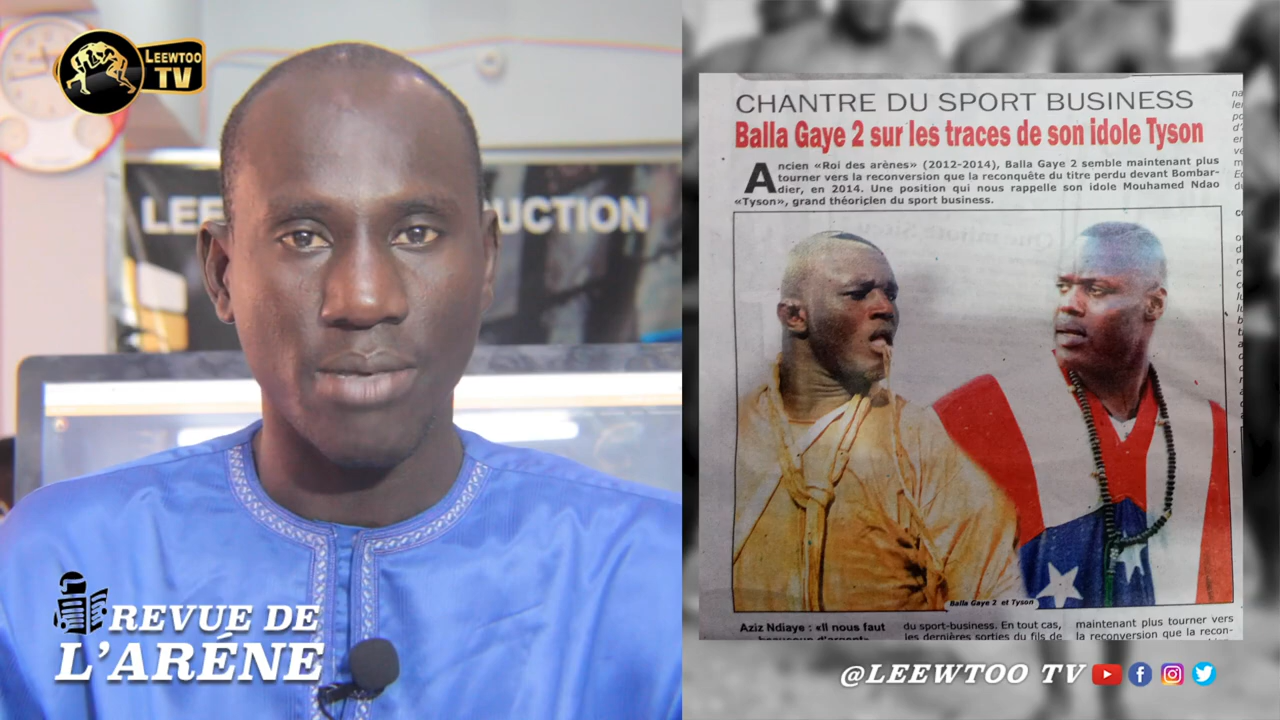 LEEWTOO
TV
LEE UCTION
REVUE DE
L'ARÉNE
CHANTRE DU SPORT BUSINESS
Balla Gaye 2 sur les traces de son idole Tyson
Ancien «Roi des arènes» (2012-2014), Balla Gaye 2 semble maintenant plus
tourner vers la reconversion que la reconquête du titre perdu devant Bombar-
dier, en 2014. Une position qui nous rappelle son idole Mouhamed Ndao
«Tyson», grand théoricien du sport business.
Balla Gaye 2 et Tyson
Aziz Ndiaye : «Il nous faut
beaucoup d'argent»
du sport-business. En tout cas,
les dernières sorties du fils de
maintenant plus tourner vers
la reconversion que la recon-
@LEEWTOO TV